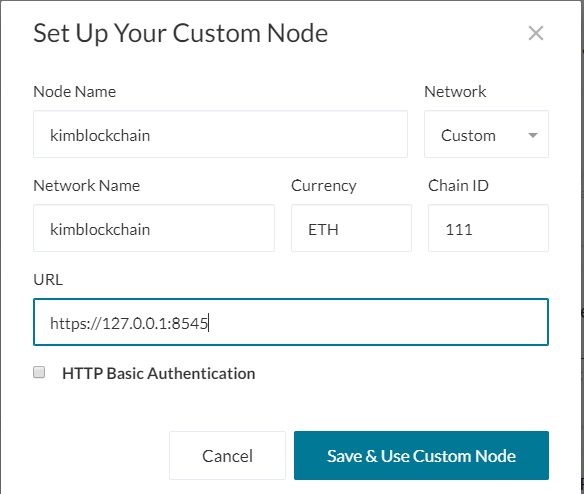 Set Up Your Custom Node
Node Name
Network
kimblockchain
Custom
Network Name
Currency
Chain ID
kimblockchain
ETH
111
URL
https://127.0.0.1:8545
HTTP Basic Authentication
Cancel
Save & Use Custom Node